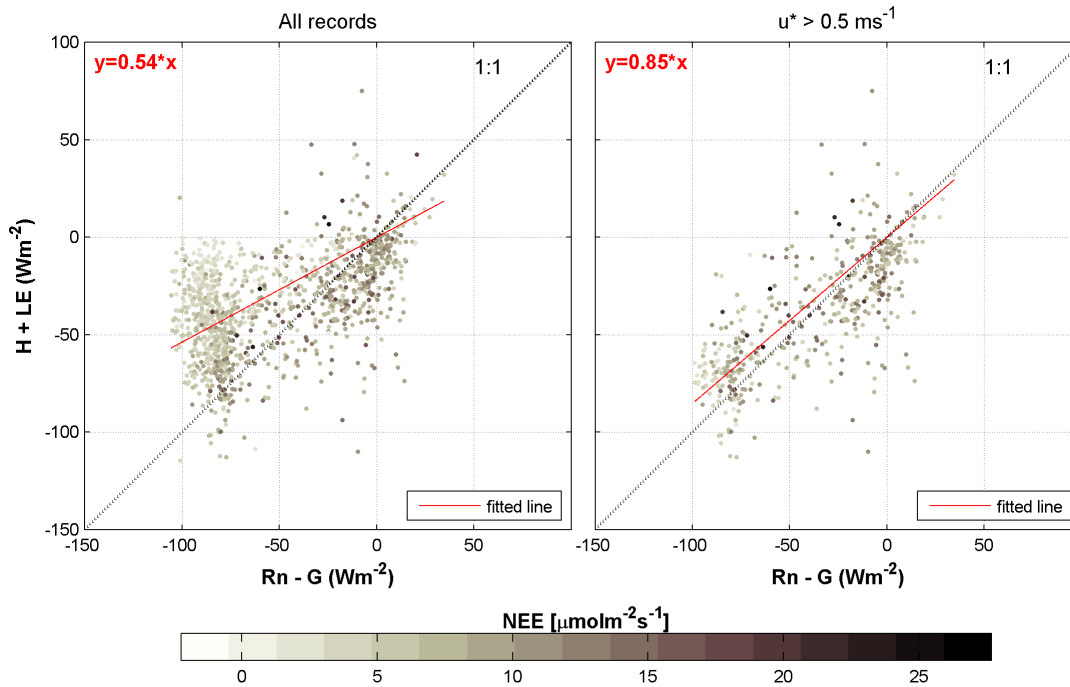 All records
u* > 0.5 ms⁻¹
y=0.54*x
1:1
y=0.85*x
1:1
100
50
0
-50
-100
-150
H + LE (Wm⁻²)
fitted line
fitted line
-150
-100
-50
0
50
-150
-100
-50
0
50
Rn - G (Wm⁻²)
Rn - G (Wm⁻²)
NEE [μmolm⁻²s⁻¹]
0
5
10
15
20
25